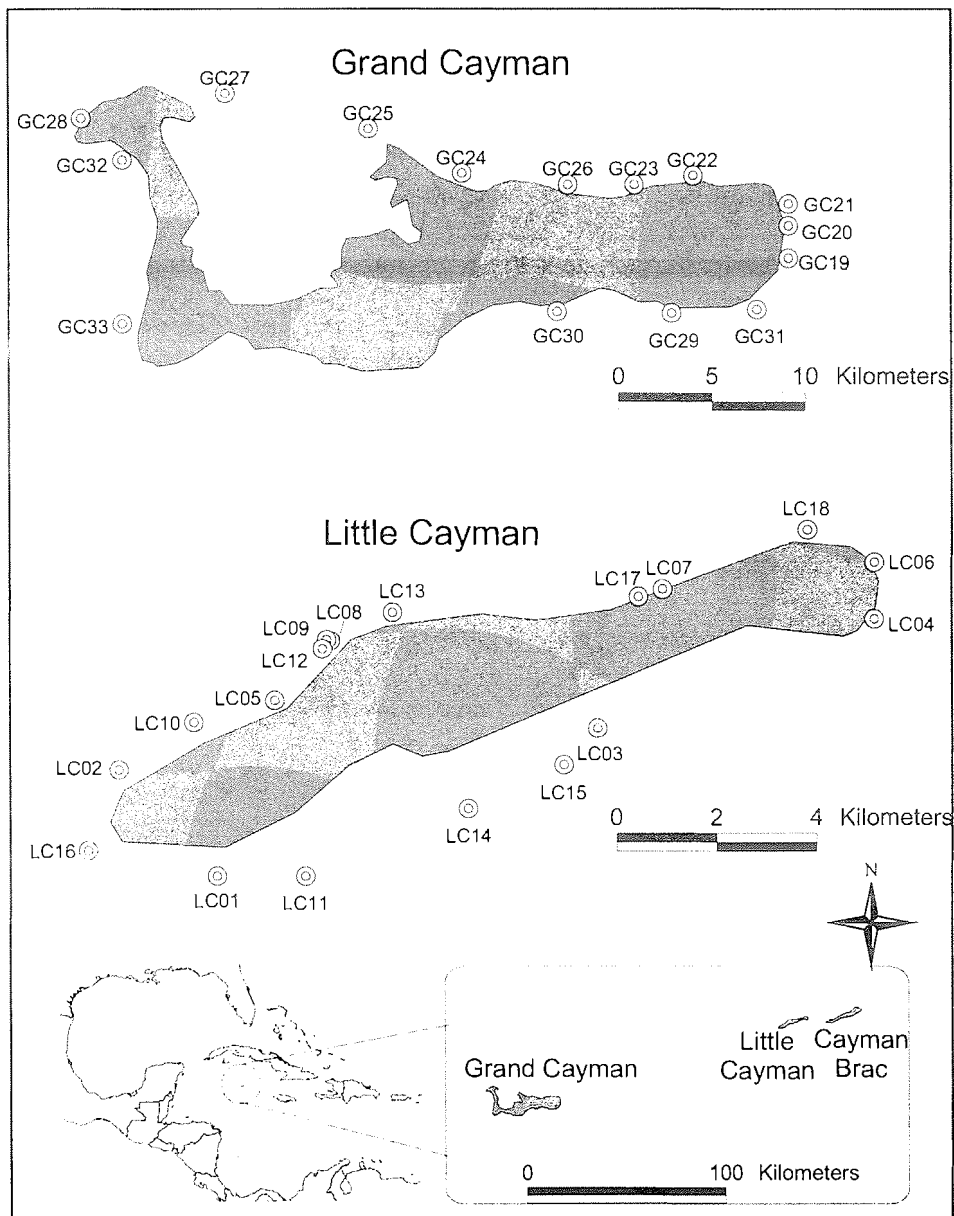 Grand Cayman
GC27
GC28
GC25
GC32
GC24
GC26
GC23
GC22
GC21
GC20
GC19
GC33
GC30
GC29
GC31
0 5 10 Kilometers
Little Cayman
LC18
LC06
LC07
LC17
LC13
LC08
LC09
LC04
LC12
LC05
LC10
LC03
LC02
LC15
LC14
0 2 4 Kilometers
LC16
LC01
LC11
N
Little Cayman
Cayman Brac
Grand Cayman
0 100 Kilometers